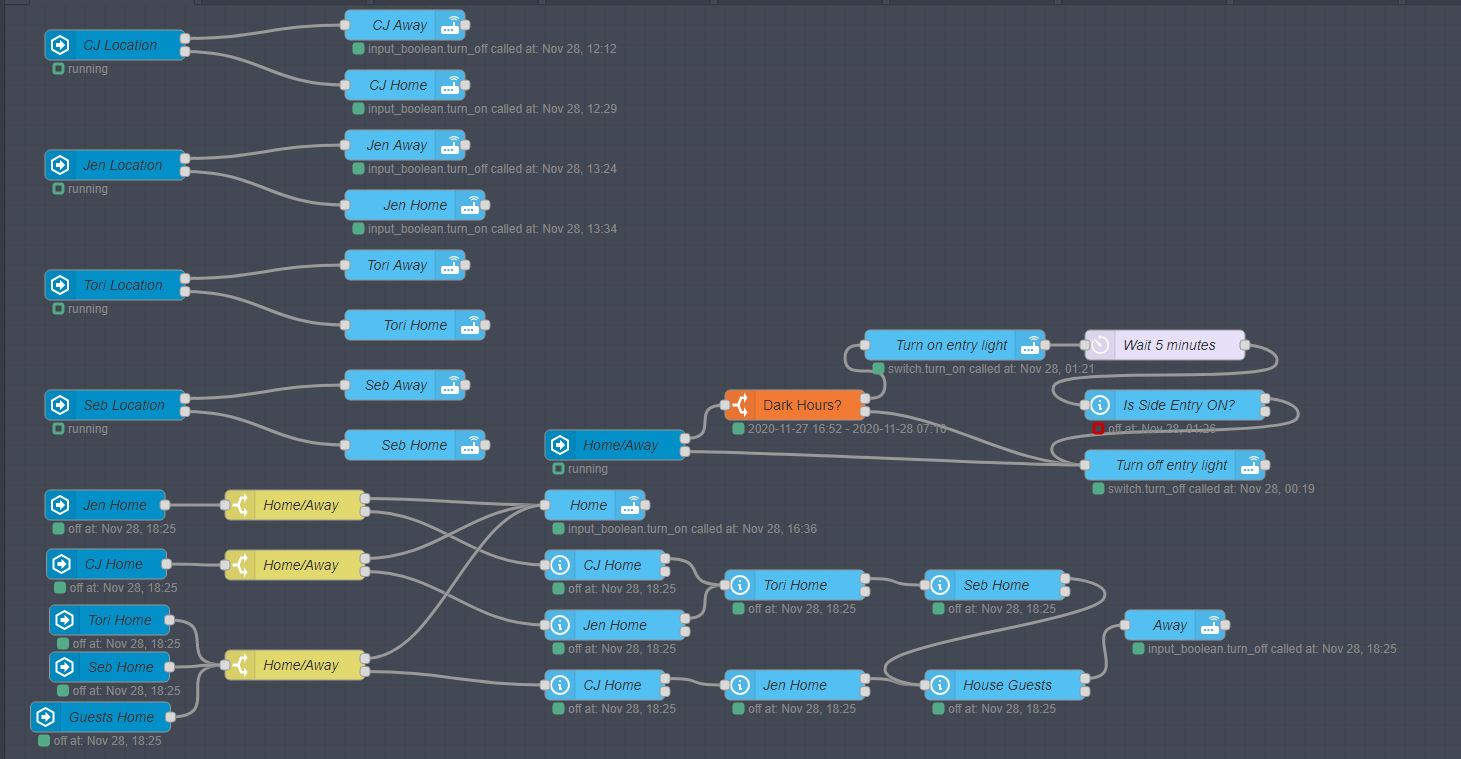 CJ Location
running
CJ Away
input_boolean.turn_off called at: Nov 28, 12:12
CJ Home
input_boolean.turn_on called at: Nov 28, 12:29
Jen Location
running
Jen Away
input_boolean.turn_off called at: Nov 28, 13:24
Jen Home
input_boolean.turn_on called at: Nov 28, 13:34
Tori Location
running
Tori Away
Tori Home
Seb Location
running
Seb Away
Seb Home
Home/Away
running
Dark Hours?
2020-11-27 16:52 - 2020-11-28 07:16
Turn on entry light
switch.turn_on called at: Nov 28, 01:21
Wait 5 minutes
Is Side Entry ON?
off at: Nov 28, 01:26
Turn off entry light
switch.turn_off called at: Nov 28, 00:19
Jen Home
off at: Nov 28, 18:25
Home/Away
Home
input_boolean.turn_on called at: Nov 28, 16:36
CJ Home
off at: Nov 28, 18:25
Home/Away
CJ Home
off at: Nov 28, 18:25
Tori Home
off at: Nov 28, 18:25
Seb Home
off at: Nov 28, 18:25
Tori Home
off at: Nov 28, 18:25
Jen Home
off at: Nov 28, 18:25
Away
input_boolean.turn_off called at: Nov 28, 18:25
Seb Home
off at: Nov 28, 18:25
Home/Away
CJ Home
off at: Nov 28, 18:25
Jen Home
off at: Nov 28, 18:25
House Guests
off at: Nov 28, 18:25
Guests Home
off at: Nov 28, 18:25